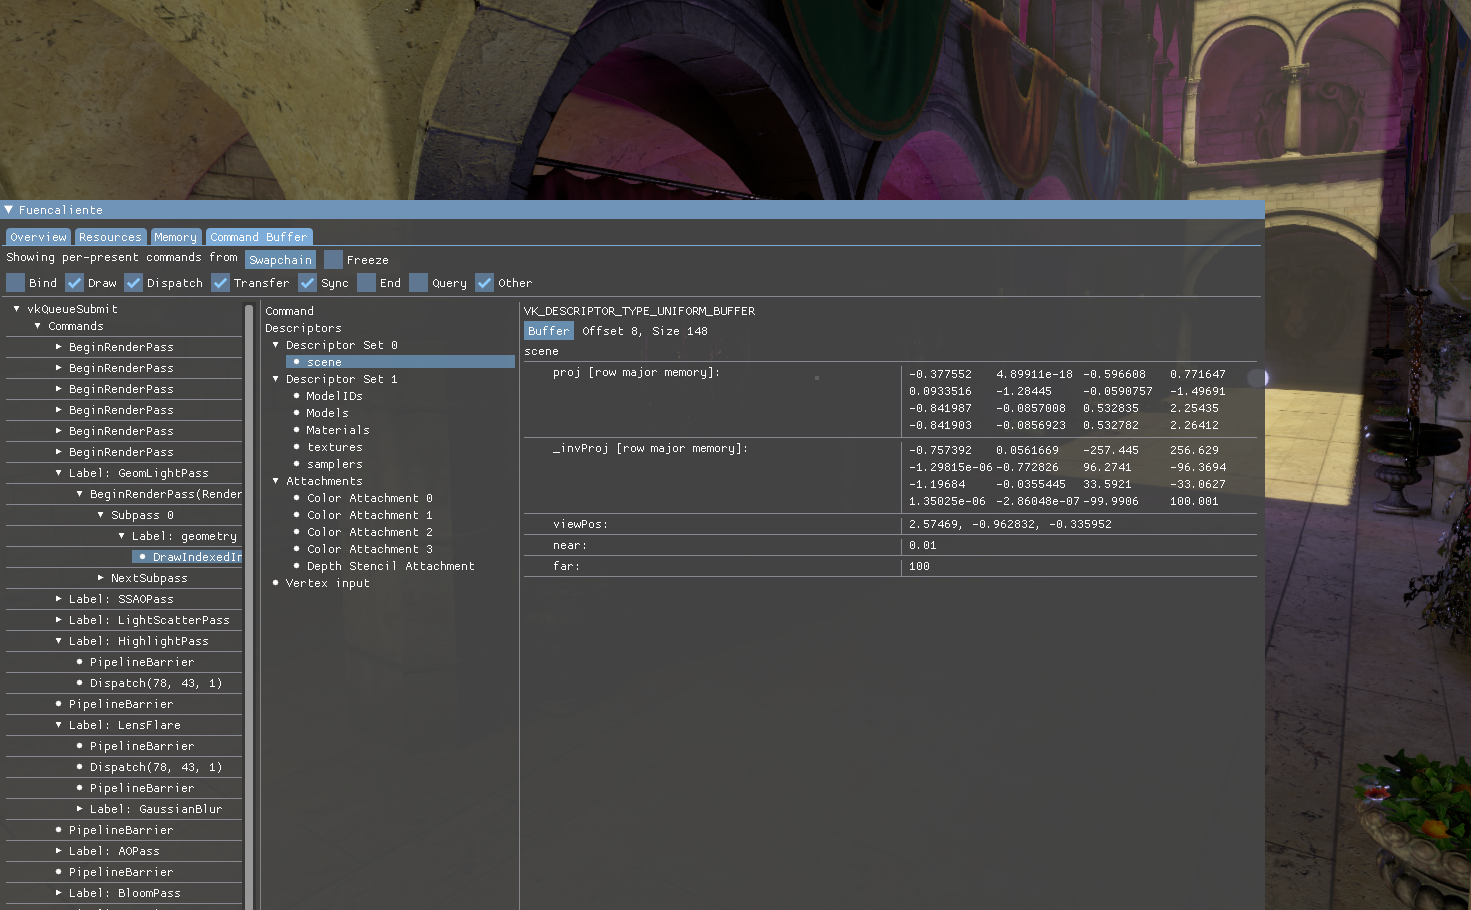 Fuencaliente
Overview Resources Memory Command Buffer
Showing per-present commands from Swapchain Freeze
Bind Draw Dispatch Transfer Sync End Query Other
vkQueueSubmit
Commands
BeginRenderPass
BeginRenderPass
BeginRenderPass
BeginRenderPass
BeginRenderPass
BeginRenderPass
Label: GeomLightPass
BeginRenderPass(Render
Subpass 0
Label: geometry
DrawIndexedIn
NextSubpass
Label: SSAOPass
Label: LightScatterPass
Label: HighlightPass
PipelineBarrier
Dispatch(78, 43, 1)
PipelineBarrier
Label: LensFlare
PipelineBarrier
Dispatch(78, 43, 1)
PipelineBarrier
Label: GaussianBlur
PipelineBarrier
Label: AOPass
PipelineBarrier
Label: BloomPass
Command
Descriptors
Descriptor Set 0
scene
Descriptor Set 1
ModelIDs
Models
Materials
textures
samplers
Attachments
Color Attachment 0
Color Attachment 1
Color Attachment 2
Color Attachment 3
Depth Stencil Attachment
Vertex input
VK_DESCRIPTOR_TYPE_UNIFORM_BUFFER
Buffer Offset 8, Size 148
scene
proj [row major memory]: -0.377552 4.89911e-18 -0.596608 0.771647
0.0933516 -1.28445 -0.0590757 -1.49691
-0.841987 -0.0857008 0.532835 2.25435
-0.841903 -0.0856923 0.532782 2.26412
_invProj [row major memory]: -0.757392 0.0561669 -257.445 256.629
-1.29815e-06 -0.772826 96.2741 -96.3694
-1.19684 -0.0355445 33.5921 -33.0627
1.35025e-06 -2.86048e-07 -99.9906 100.001
viewPos: 2.57469, -0.962832, -0.335952
near: 0.01
far: 100